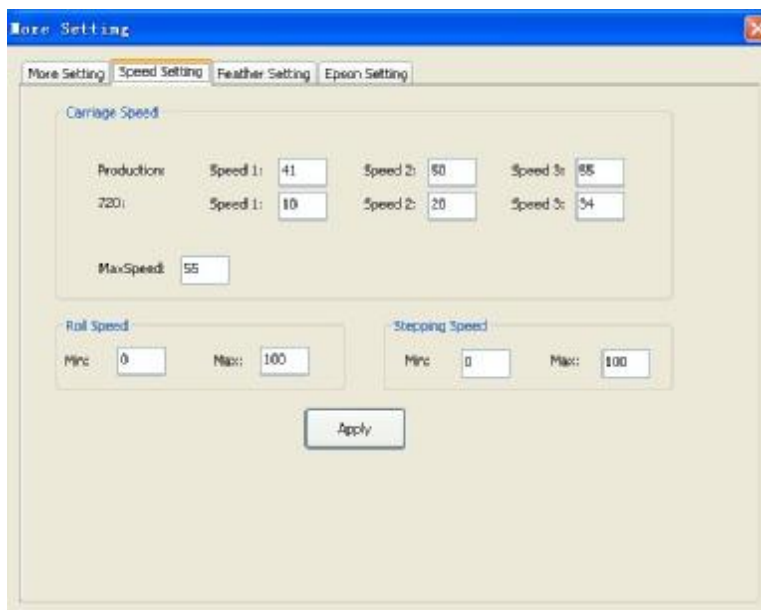 More Setting
More Setting Speed Setting Feather Setting Epson Setting
Carriage Speed
Production: Speed 1: 41 Speed 2: 50 Speed 3: 55
720: Speed 1: 10 Speed 2: 20 Speed 3: 34
MaxSpeed: 55
Roll Speed Stepping Speed
Min: 0 Max: 100 Min: 0 Max: 100
Apply